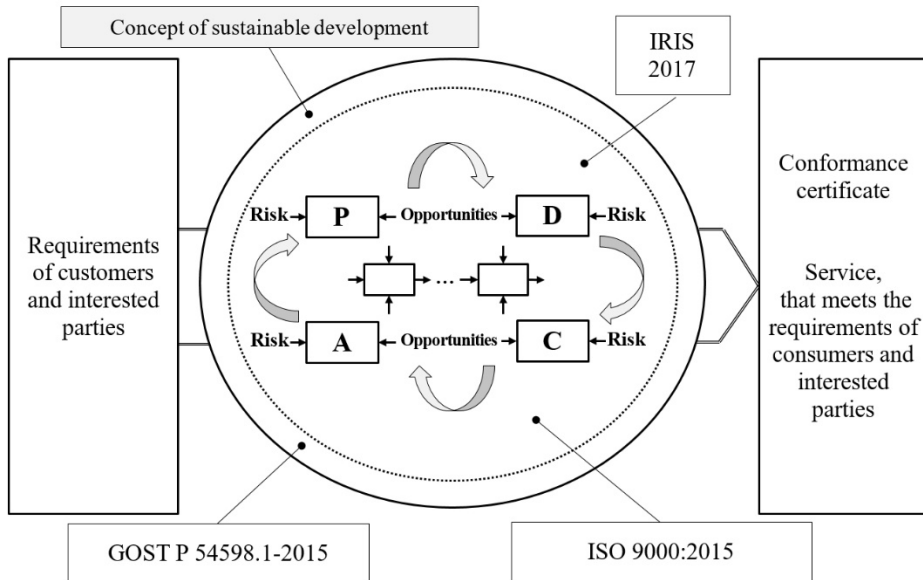 Concept of sustainable development
IRIS
2017
Requirements
of customers
and interested
parties
Risk
P
Opportunities
D
Risk
...
Risk
A
Opportunities
C
Risk
Conformance
certificate
Service,
that meets the
requirements of
consumers and
interested
parties
GOST P 54598.1-2015
ISO 9000:2015